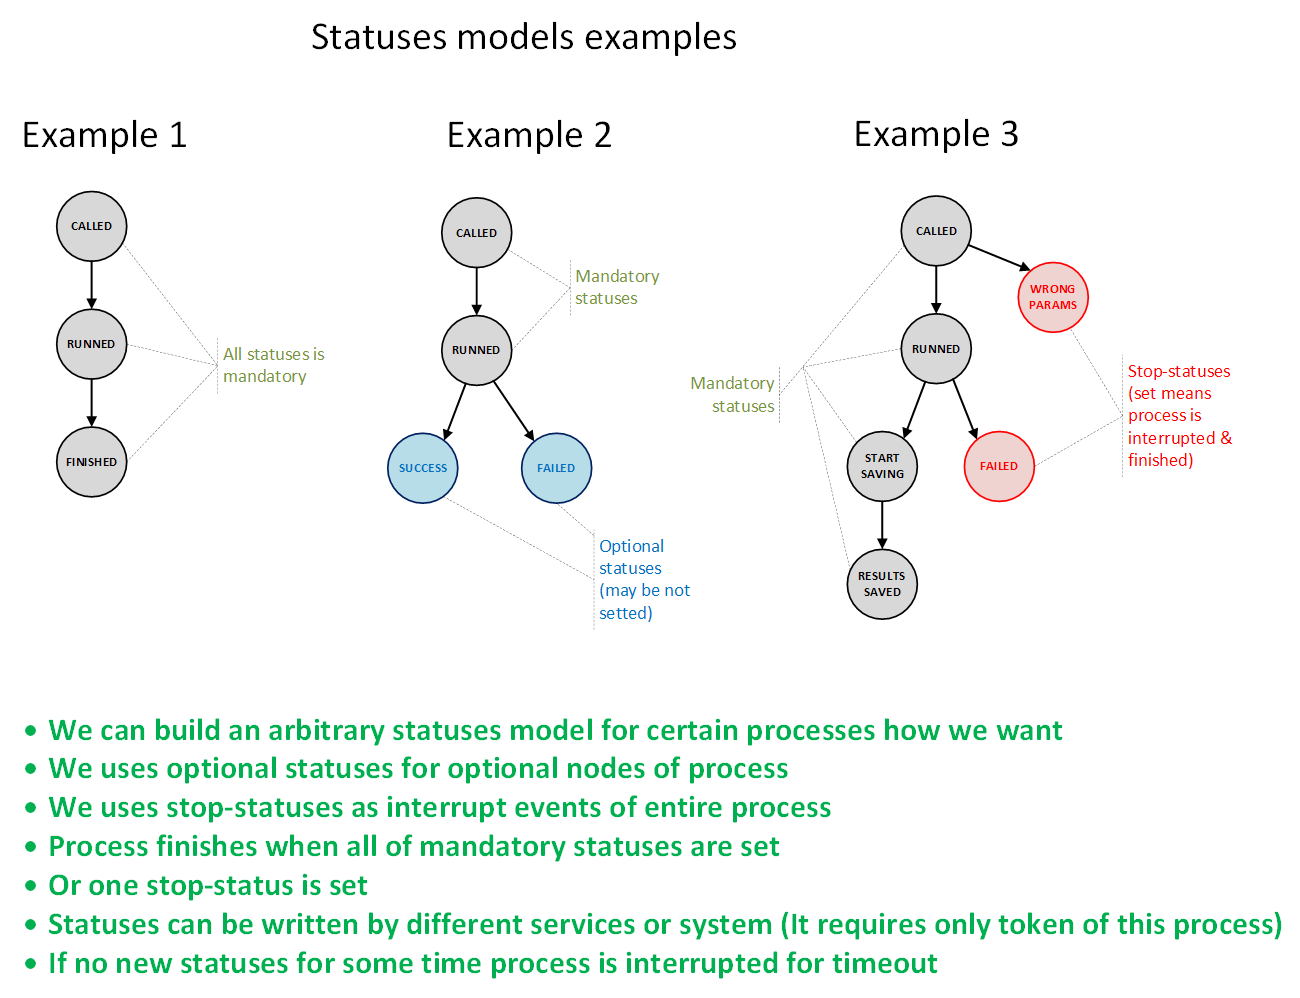 Statuses models examples
Example 1
Example 2
Example 3
CALLED
RUNNED
FINISHED
All statuses is
mandatory
CALLED
RUNNED
SUCCESS
FAILED
Mandatory
statuses
Optional
statuses
(may be not
setted)
CALLED
WRONG
PARAMS
RUNNED
START
SAVING
FAILED
RESULTS
SAVED
Mandatory
statuses
Stop-statuses
(set means
process is
interrupted &
finished)
• We can build an arbitrary statuses model for certain processes how we want
• We uses optional statuses for optional nodes of process
• We uses stop-statuses as interrupt events of entire process
• Process finishes when all of mandatory statuses are set
• Or one stop-status is set
• Statuses can be written by different services or system (It requires only token of this process)
• If no new statuses for some time process is interrupted for timeout